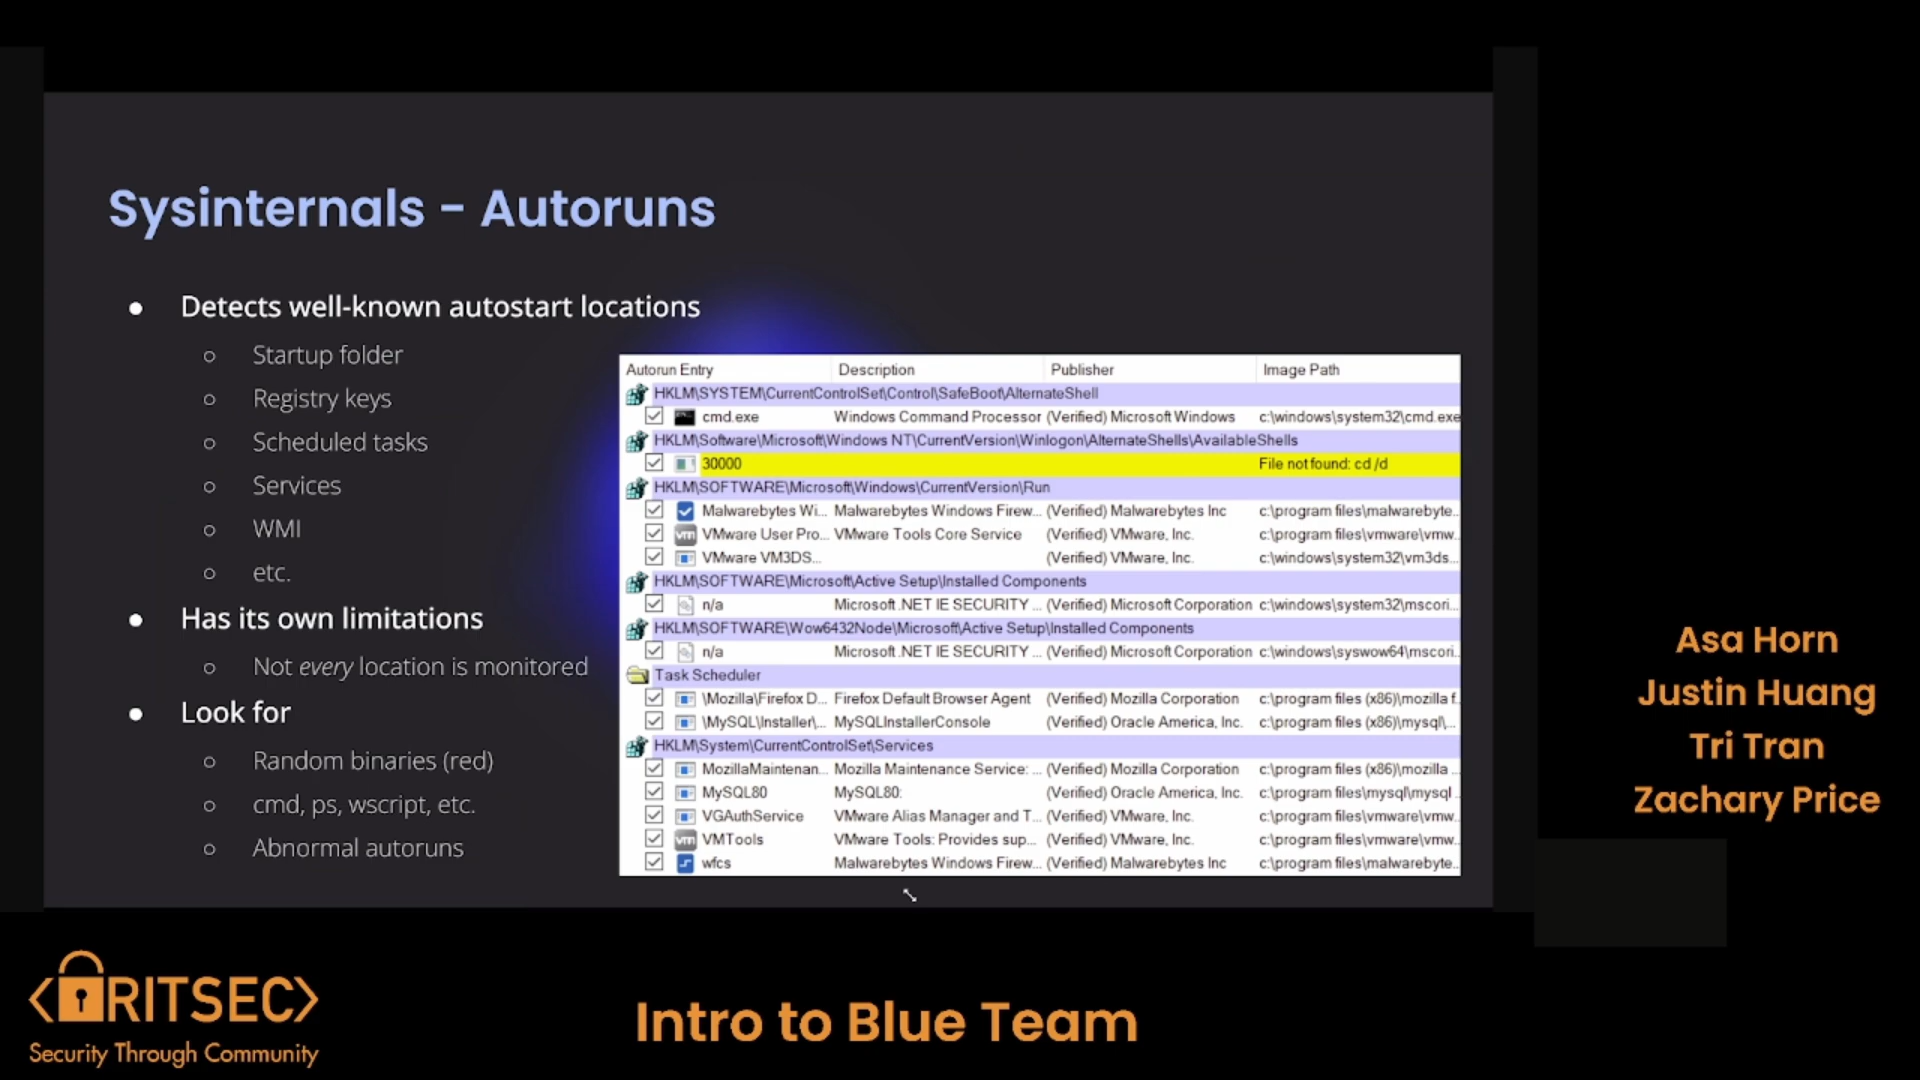 Sysinternals - Autoruns
● Detects well-known autostart locations
○ Startup folder
○ Registry keys
○ Scheduled tasks
○ Services
○ WMI
○ etc.
● Has its own limitations
○ Not every location is monitored
● Look for
○ Random binaries (red)
○ cmd, ps, wscript, etc.
○ Abnormal autoruns
Autorun Entry Description Publisher Image Path
HKLM\SYSTEM\CurrentControlSet\Control\SafeBoot\AlternateShell
cmd.exe Windows Command Processor (Verified) Microsoft Windows c:\windows\system32\cmd.exe
HKLM\Software\Microsoft\Windows NT\CurrentVersion\Winlogon\AlternateShells\AvailableShells
30000 File not found: cd /d
HKLM\SOFTWARE\Microsoft\Windows\CurrentVersion\Run
Malwarebytes Wi... Malwarebytes Windows Firew... (Verified) Malwarebytes Inc c:\program files\malwarebyte...
VMware User Pro... VMware Tools Core Service (Verified) VMware, Inc. c:\program files\vmware\vmw...
VMware VM3DS... (Verified) VMware, Inc. c:\windows\system32\vm3ds...
HKLM\SOFTWARE\Microsoft\Active Setup\Installed Components
n/a Microsoft .NET IE SECURITY ... (Verified) Microsoft Corporation c:\windows\system32\mscori...
HKLM\SOFTWARE\Wow6432Node\Microsoft\Active Setup\Installed Components
n/a Microsoft .NET IE SECURITY ... (Verified) Microsoft Corporation c:\windows\syswow64\mscori...
Task Scheduler
\Mozilla\Firefox D... Firefox Default Browser Agent (Verified) Mozilla Corporation c:\program files (x86)\mozilla f...
\MySQL\Installer\... MySQLInstallerConsole (Verified) Oracle America, Inc. c:\program files (x86)\mysql\...
HKLM\System\CurrentControlSet\Services
MozillaMaintenan... Mozilla Maintenance Service: ... (Verified) Mozilla Corporation c:\program files (x86)\mozilla ...
MySQL80 MySQL80: (Verified) Oracle America, Inc. c:\program files\mysql\mysql ...
VGAuthService VMware Alias Manager and T... (Verified) VMware, Inc. c:\program files\vmware\vmw...
VMTools VMware Tools: Provides sup... (Verified) VMware, Inc. c:\program files\vmware\vmw...
wfcs Malwarebytes Windows Firew... (Verified) Malwarebytes Inc c:\program files\malwarebyte...
Asa Horn
Justin Huang
Tri Tran
Zachary Price
<RITSEC>
Security Through Community
Intro to Blue Team